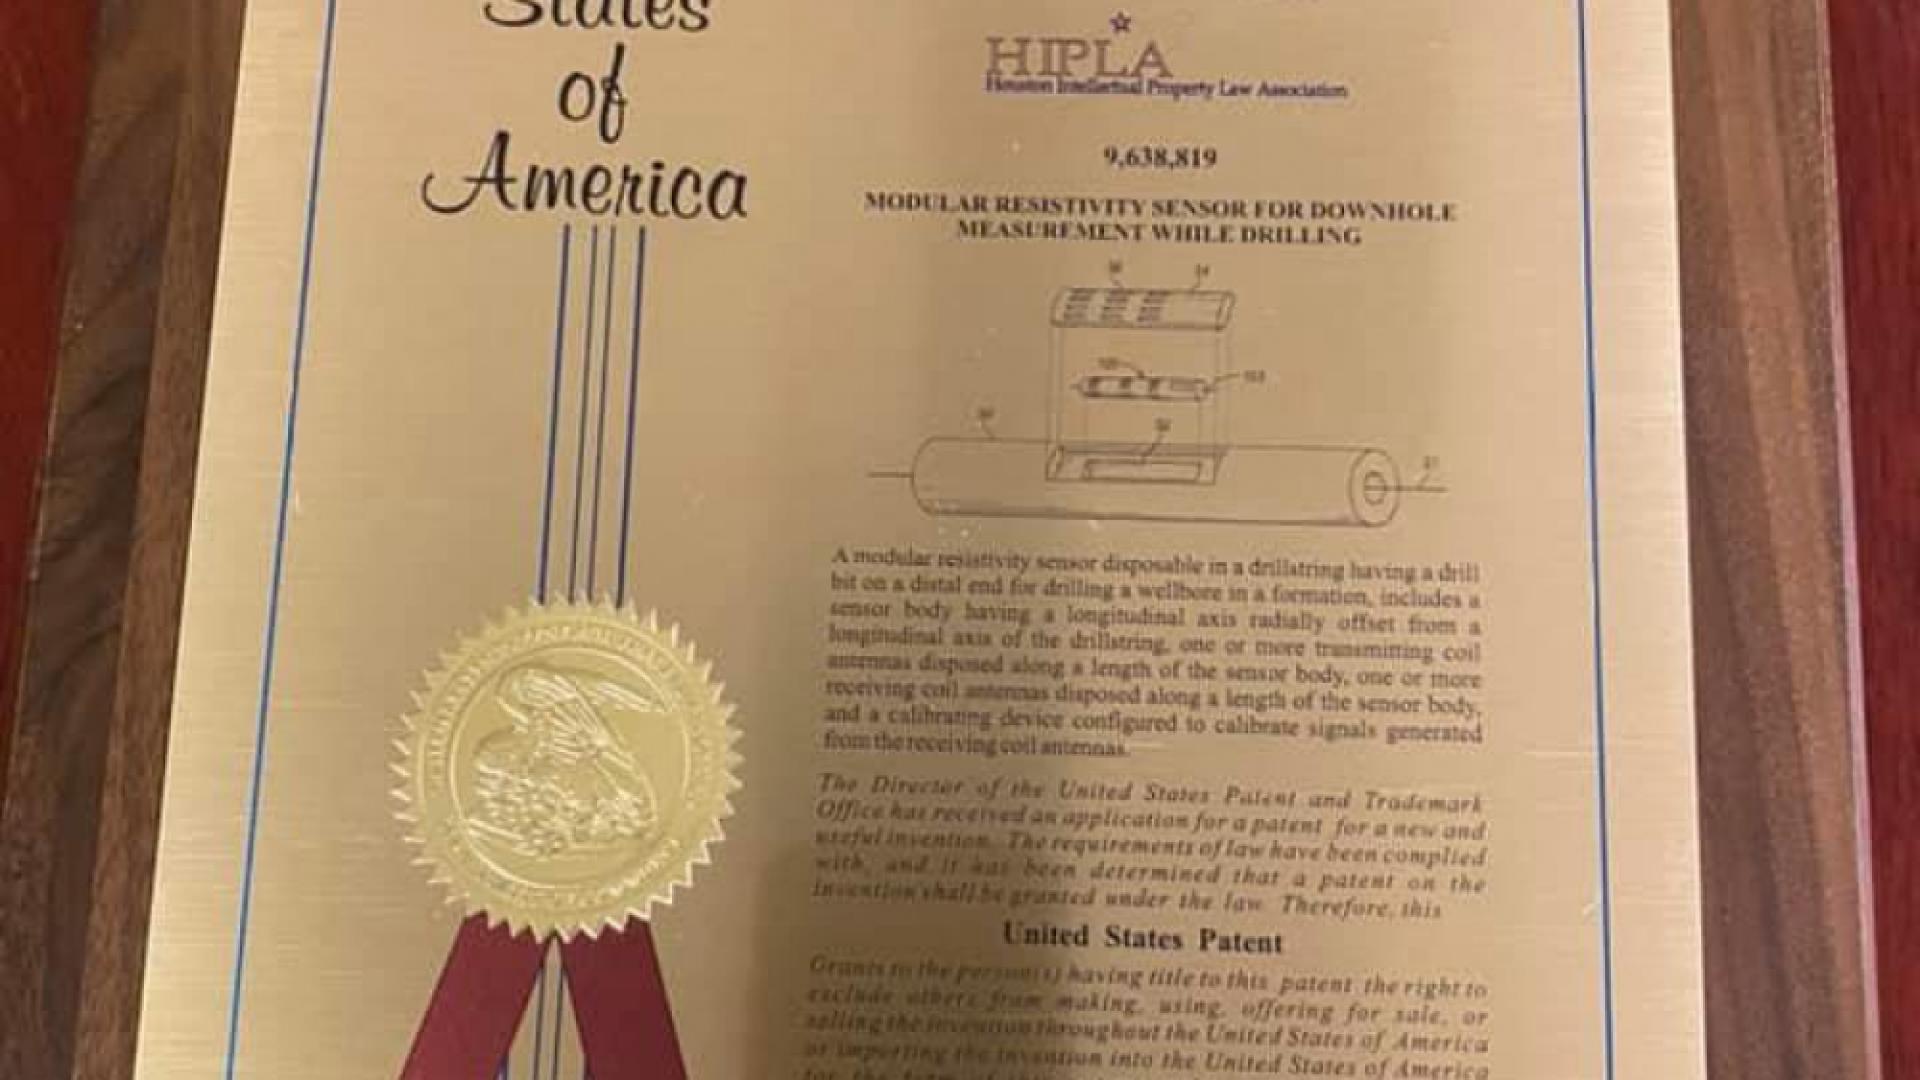 States
of
America
HIPLA
Houston Intellectual Property Law Association
9,638,819
MODULAR RESISTIVITY SENSOR FOR DOWNHOLE
MEASUREMENT WHILE DRILLING
A modular resistivity sensor disposable in a drillstring having a drill
bit on a distal end for drilling a wellbore in a formation, includes a
sensor body having a longitudinal axis radially offset from a
longitudinal axis of the drillstring, one or more transmitting coil
antennas disposed along a length of the sensor body, one or more
receiving coil antennas disposed along a length of the sensor body,
and a calibrating device configured to calibrate signals generated
from the receiving coil antennas.
The Director of the United States Patent and Trademark
Office has received an application for a patent for a new and
useful invention. The requirements of law have been complied
with, and it has been determined that a patent on the
invention shall be granted under the law. Therefore, this
United States Patent
Grants to the person(s) having title to this patent the right to
exclude others from making, using, offering for sale, or
selling the invention throughout the United States of America
or importing the invention into the United States of America